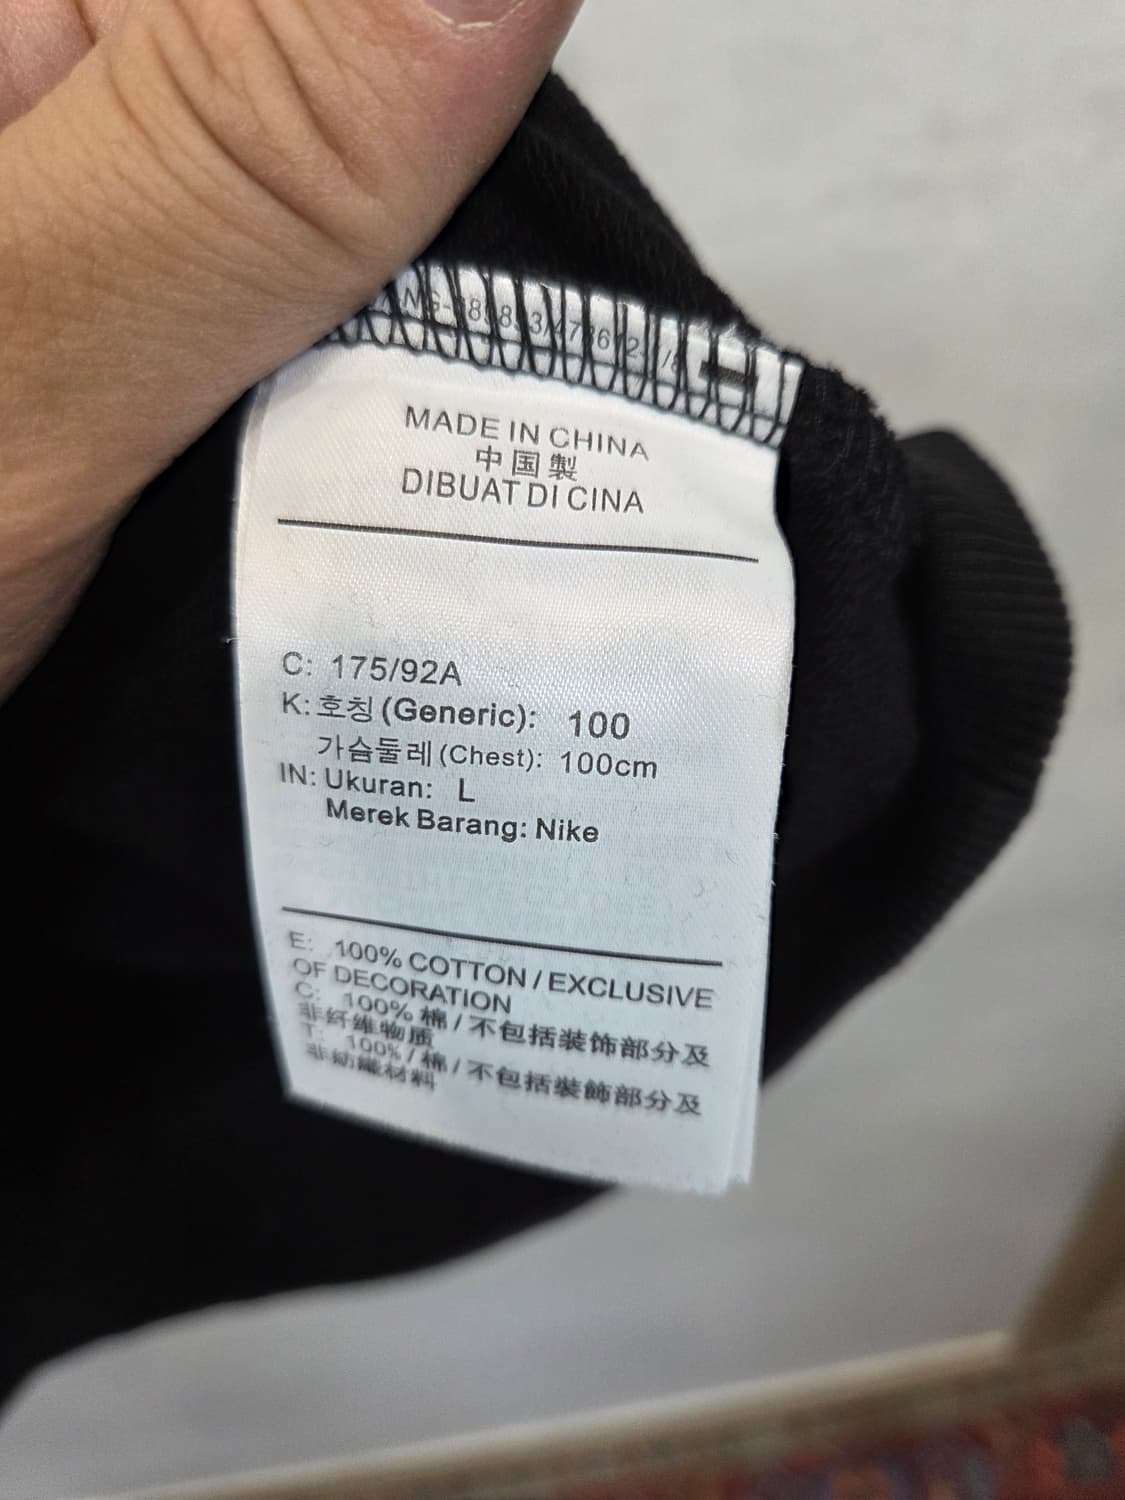 MADE IN CHINA
中国製
DIBUAT DI CINA
C: 175/92A
K: 호칭 (Generic): 100
가슴둘레 (Chest): 100cm
IN: Ukuran: L
Merek Barang: Nike
E: 100% COTTON / EXCLUSIVE
OF DECORATION
C: 100% 棉 / 不包括装饰部分及
非纤维物质
T: 100% / 棉 / 不包括裝飾部分及
非紡織材料